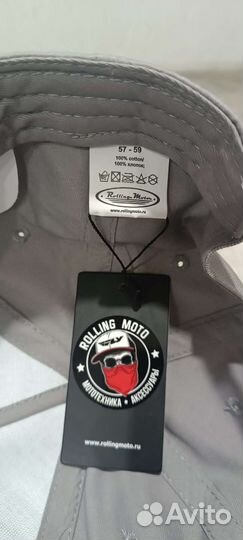 57 - 59
100% cotton/
100% хлопок;
Rolling Moto
www.rollingmoto.ru
ROLLING MOTO
FLY
МОТОТЕХНИКА • АКСЕССУАРЫ
www.rollingmoto.ru
Avito